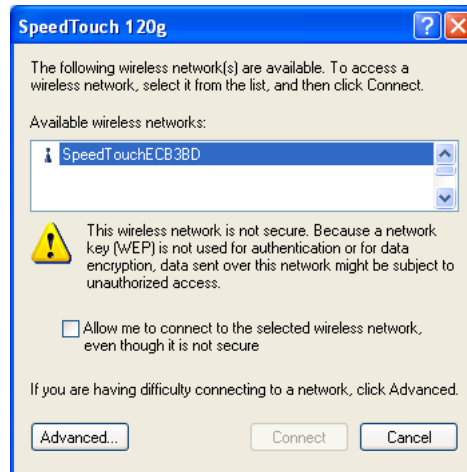 SpeedTouch 120g
The following wireless network(s) are available. To access a
wireless network, select it from the list, and then click Connect.
Available wireless networks:
SpeedTouchECB3BD
This wireless network is not secure. Because a network
key (WEP) is not used for authentication or for data
encryption, data sent over this network might be subject to
unauthorized access.
Allow me to connect to the selected wireless network,
even though it is not secure
If you are having difficulty connecting to a network, click Advanced.
Advanced... Connect Cancel